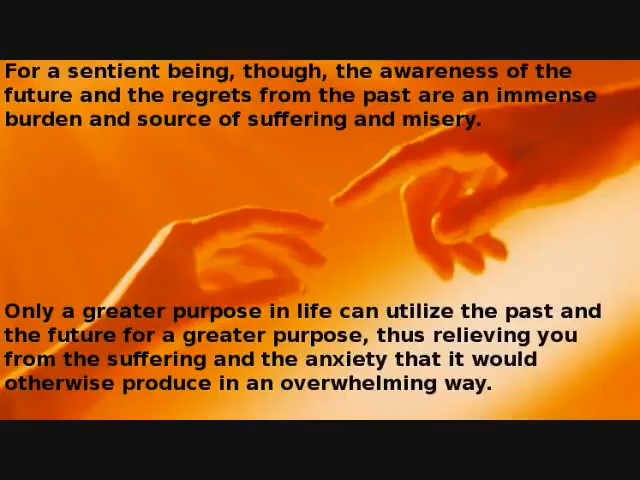 For a sentient being, though, the awareness of the
future and the regrets from the past are an immense
burden and source of suffering and misery.
Only a greater purpose in life can utilize the past and
the future for a greater purpose, thus relieving you
from the suffering and the anxiety that it would
otherwise produce in an overwhelming way.